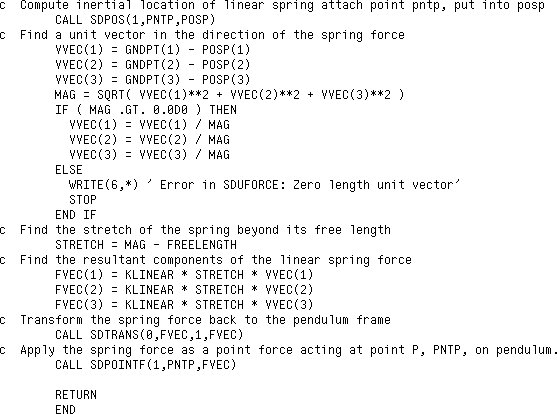 c  Compute inertial location of linear spring attach point pntp, put into posp
        CALL SDPOS(1,PNTP,POSP)
c  Find a unit vector in the direction of the spring force
        VVEC(1) = GNDPT(1) - POSP(1)
        VVEC(2) = GNDPT(2) - POSP(2)
        VVEC(3) = GNDPT(3) - POSP(3)
        MAG = SQRT( VVEC(1)**2 + VVEC(2)**2 + VVEC(3)**2 )
        IF ( MAG .GT. 0.0D0 ) THEN
          VVEC(1) = VVEC(1) / MAG
          VVEC(2) = VVEC(2) / MAG
          VVEC(3) = VVEC(3) / MAG
        ELSE
          WRITE(6,*) ' Error in SDUFORCE: Zero length unit vector'
          STOP
        END IF
c  Find the stretch of the spring beyond its free length
        STRETCH = MAG - FREELENGTH
c  Find the resultant components of the linear spring force
        FVEC(1) = KLINEAR * STRETCH * VVEC(1)
        FVEC(2) = KLINEAR * STRETCH * VVEC(2)
        FVEC(3) = KLINEAR * STRETCH * VVEC(3)
c  Transform the spring force back to the pendulum frame
        CALL SDTRANS(0,FVEC,1,FVEC)
c  Apply the spring force as a point force acting at point P, PNTP, on pendulum.
        CALL SDPOINTF(1,PNTP,FVEC)
        RETURN
        END